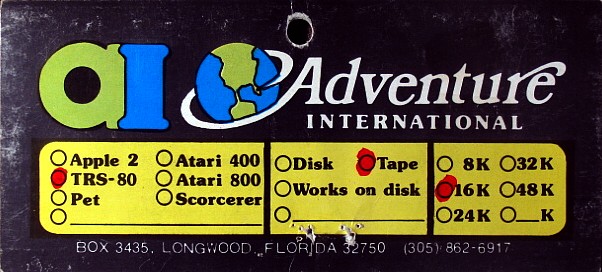 ai Adventure
INTERNATIONAL
Apple 2 Atari 400 Disk Tape 8K 32K
TRS-80 Atari 800 Works on disk 16K 48K
Pet Scorcerer 24K K
BOX 3435, LONGWOOD, FLORIDA 32750 (305) 862-6917